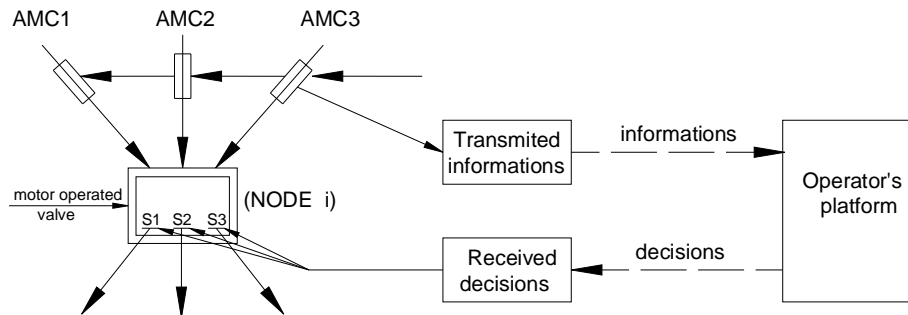 AMC1
AMC2
AMC3
Transmited
informations
informations
Operator's
platform
motor operated
valve
(NODE i)
S1
S2
S3
Received
decisions
decisions